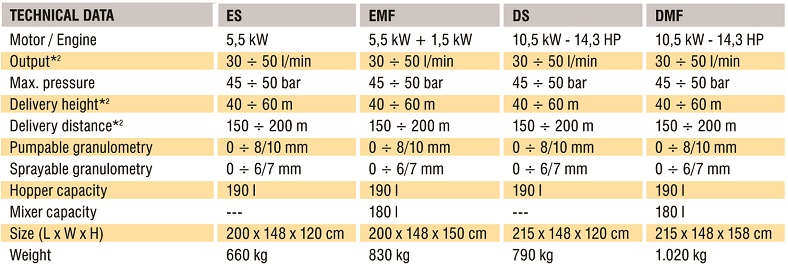 TECHNICAL DATA ES EMF DS DMF
Motor / Engine 5,5 kW 5,5 kW + 1,5 kW 10,5 kW - 14,3 HP 10,5 kW - 14,3 HP
Output*² 30 ÷ 50 l/min 30 ÷ 50 l/min 30 ÷ 50 l/min 30 ÷ 50 l/min
Max. pressure 45 ÷ 50 bar 45 ÷ 50 bar 45 ÷ 50 bar 45 ÷ 50 bar
Delivery height*² 40 ÷ 60 m 40 ÷ 60 m 40 ÷ 60 m 40 ÷ 60 m
Delivery distance*² 150 ÷ 200 m 150 ÷ 200 m 150 ÷ 200 m 150 ÷ 200 m
Pumpable granulometry 0 ÷ 8/10 mm 0 ÷ 8/10 mm 0 ÷ 8/10 mm 0 ÷ 8/10 mm
Sprayable granulometry 0 ÷ 6/7 mm 0 ÷ 6/7 mm 0 ÷ 6/7 mm 0 ÷ 6/7 mm
Hopper capacity 190 l 190 l 190 l 190 l
Mixer capacity --- 180 l --- 180 l
Size (L x W x H) 200 x 148 x 120 cm 200 x 148 x 150 cm 215 x 148 x 120 cm 215 x 148 x 158 cm
Weight 660 kg 830 kg 790 kg 1.020 kg